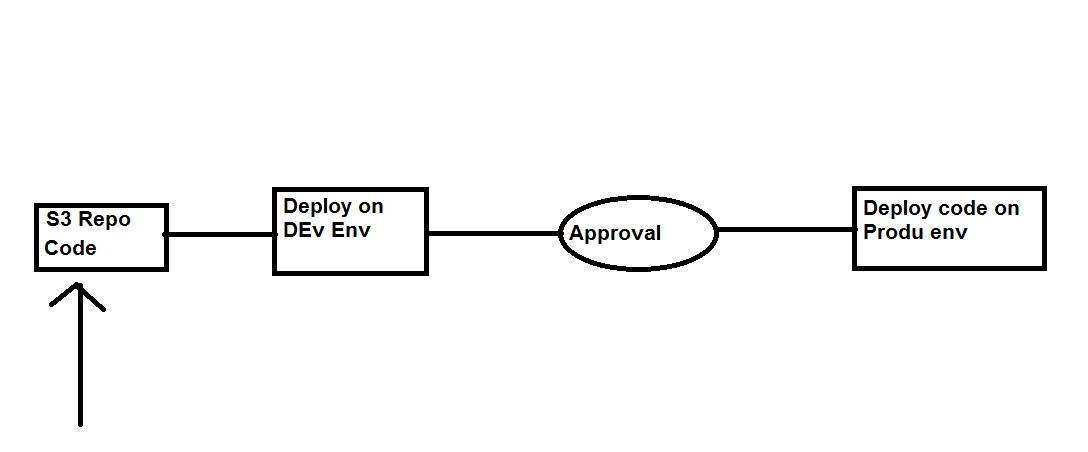 S3 Repo
Code
Deploy on
DEv Env
Approval
Deploy code on
Produ env